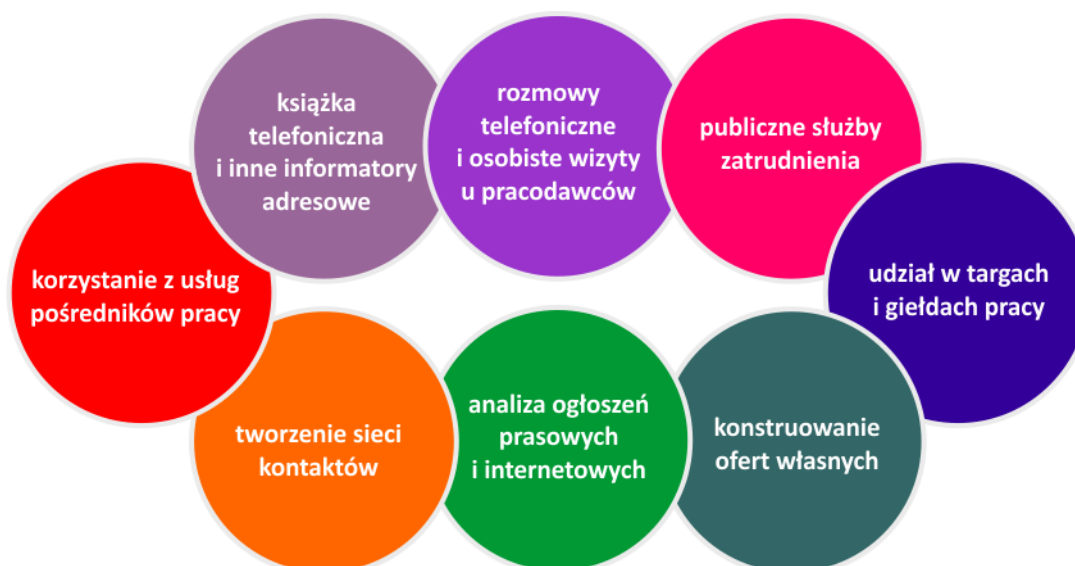 książka
telefoniczna
i inne informatory
adresowe
rozmowy
telefoniczne
i osobiste wizyty
u pracodawców
publiczne służby
zatrudnienia
korzystanie z usług
pośredników pracy
udział w targach
i giełdach pracy
tworzenie sieci
kontaktów
analiza ogłoszeń
prasowych
i internetowych
konstruowanie
ofert własnych